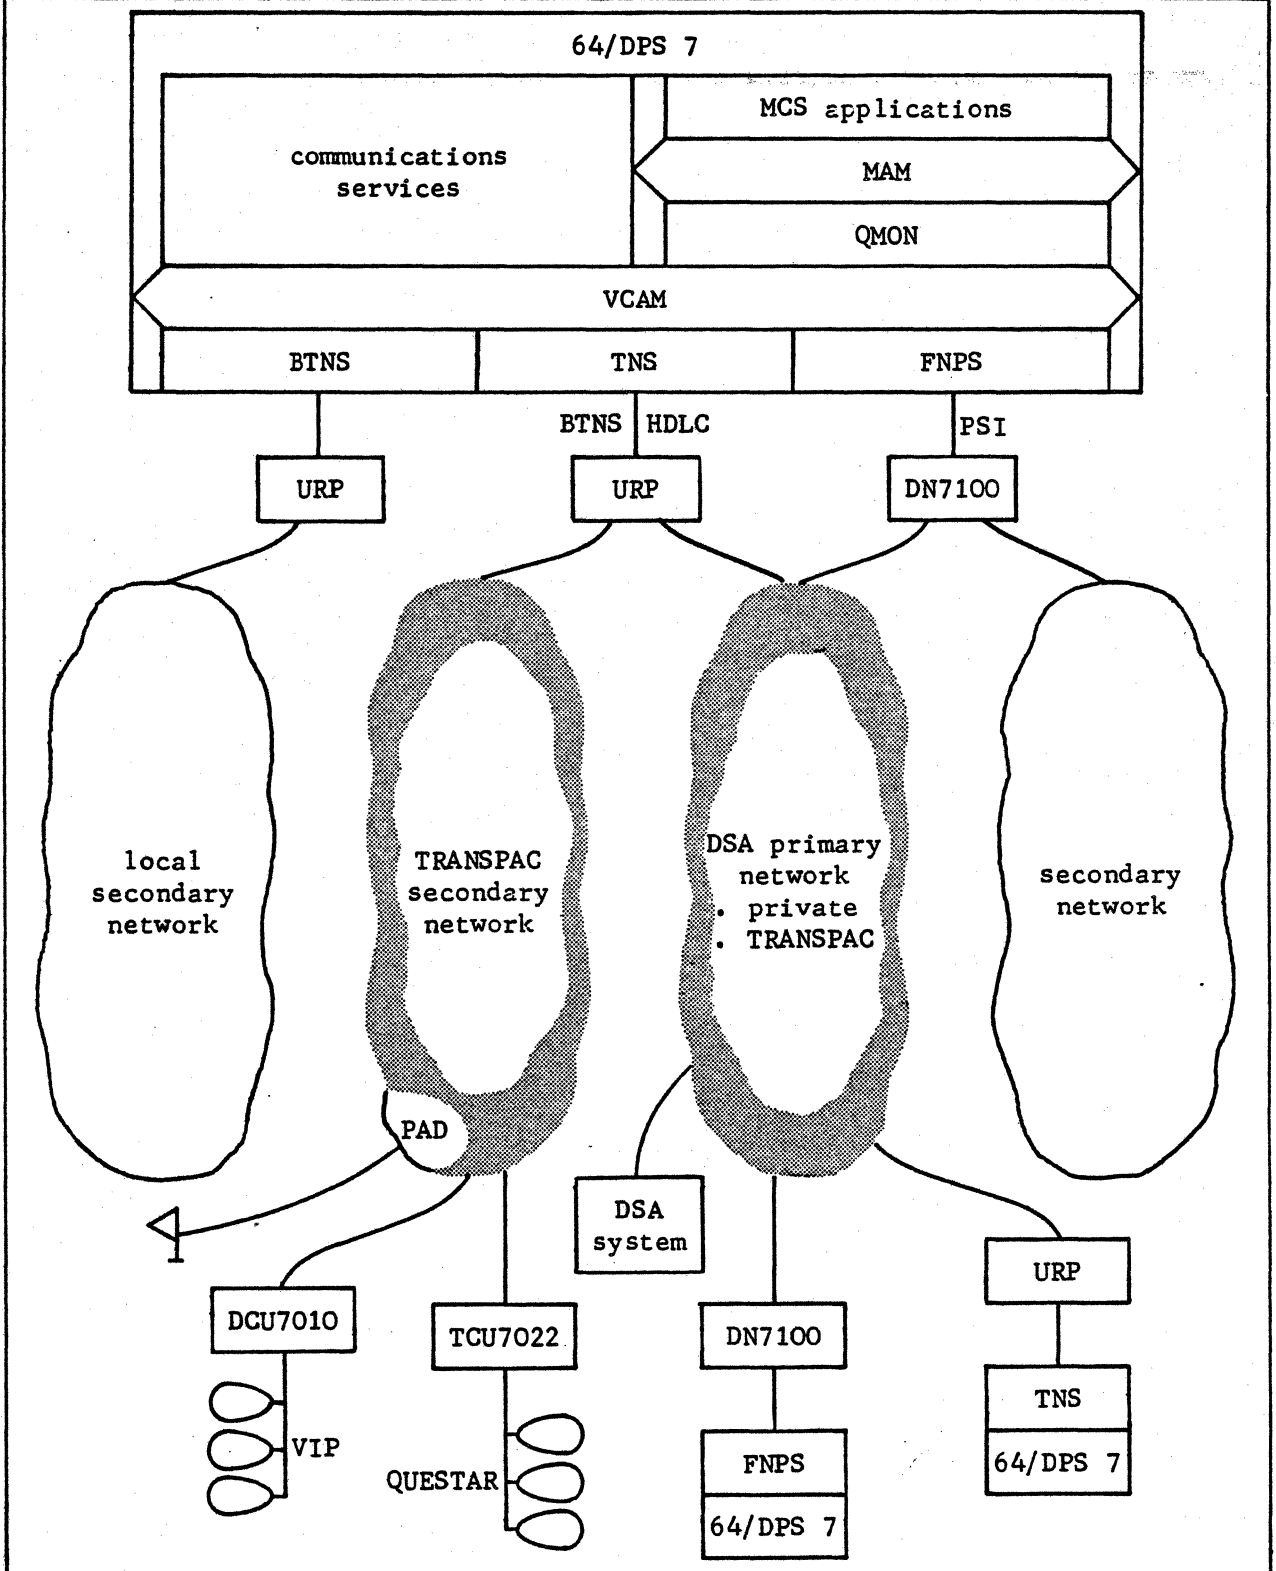 64/DPS 7
communications
services
MCS applications
MAM
QMON
VCAM
BTNS
TNS
FNPS
BTNS
HDLC
PSI
URP
URP
DN7100
local
secondary
network
TRANSPAC
secondary
network
DSA primary
network
. private
. TRANSPAC
secondary
network
PAD
DSA
system
URP
DCU7010
TCU7022
DN7100
TNS
64/DPS 7
VIP
QUESTAR
FNPS
64/DPS 7